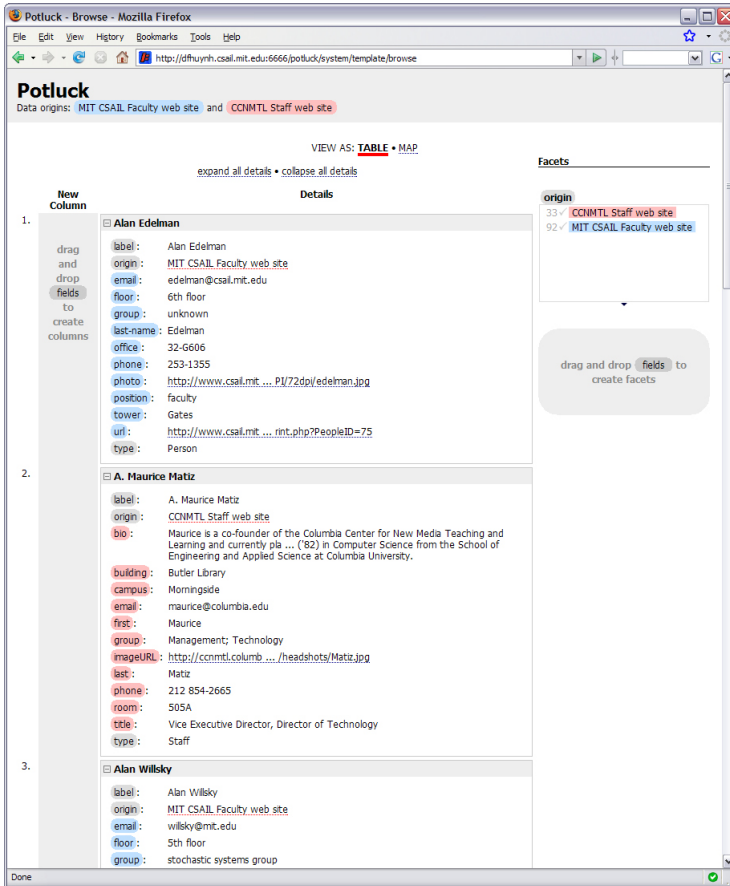 Potluck - Browse - Mozilla Firefox
File Edit View History Bookmarks Tools Help
http://dfhuynh.csail.mit.edu:6666/potluck/system/template/browse
G
Potluck
Data origins: MIT CSAIL Faculty web site and CCNMTL Staff web site
VIEW AS: TABLE • MAP
expand all details • collapse all details
Facets
New Column
Details
origin
33 ✓ CCNMTL Staff web site
92 ✓ MIT CSAIL Faculty web site
drag and drop fields to create facets
drag
and
drop
fields
to
create
columns
1.
Alan Edelman
label : Alan Edelman
origin : MIT CSAIL Faculty web site
email : edelman@csail.mit.edu
floor : 6th floor
group : unknown
last-name : Edelman
office : 32-G606
phone : 253-1355
photo : http://www.csail.mit ... PI/72dpi/edelman.jpg
position : faculty
tower : Gates
url : http://www.csail.mit ... rint.php?PeopleID=75
type : Person
2.
A. Maurice Matiz
label : A. Maurice Matiz
origin : CCNMTL Staff web site
bio : Maurice is a co-founder of the Columbia Center for New Media Teaching and
Learning and currently pla ... ('82) in Computer Science from the School of
Engineering and Applied Science at Columbia University.
building : Butler Library
campus : Morningside
email : maurice@columbia.edu
first : Maurice
group : Management; Technology
imageURL : http://ccnmtl.columb ... /headshots/Matiz.jpg
last : Matiz
phone : 212 854-2665
room : 505A
title : Vice Executive Director, Director of Technology
type : Staff
3.
Alan Willsky
label : Alan Willsky
origin : MIT CSAIL Faculty web site
email : willsky@mit.edu
floor : 5th floor
group : stochastic systems group
Done